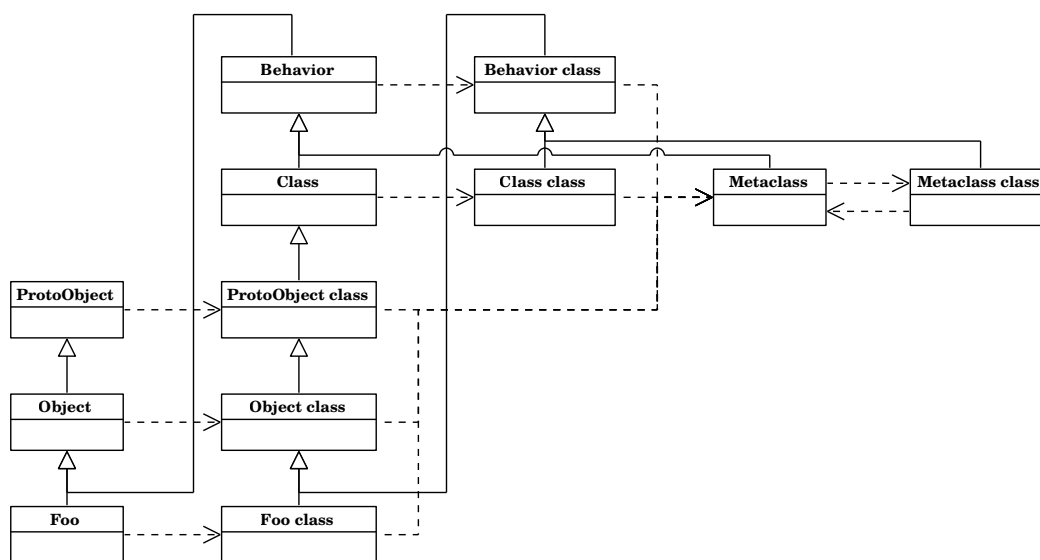 Behavior
Behavior class
Class
Class class
Metaclass
Metaclass class
ProtoObject
ProtoObject class
Object
Object class
Foo
Foo class